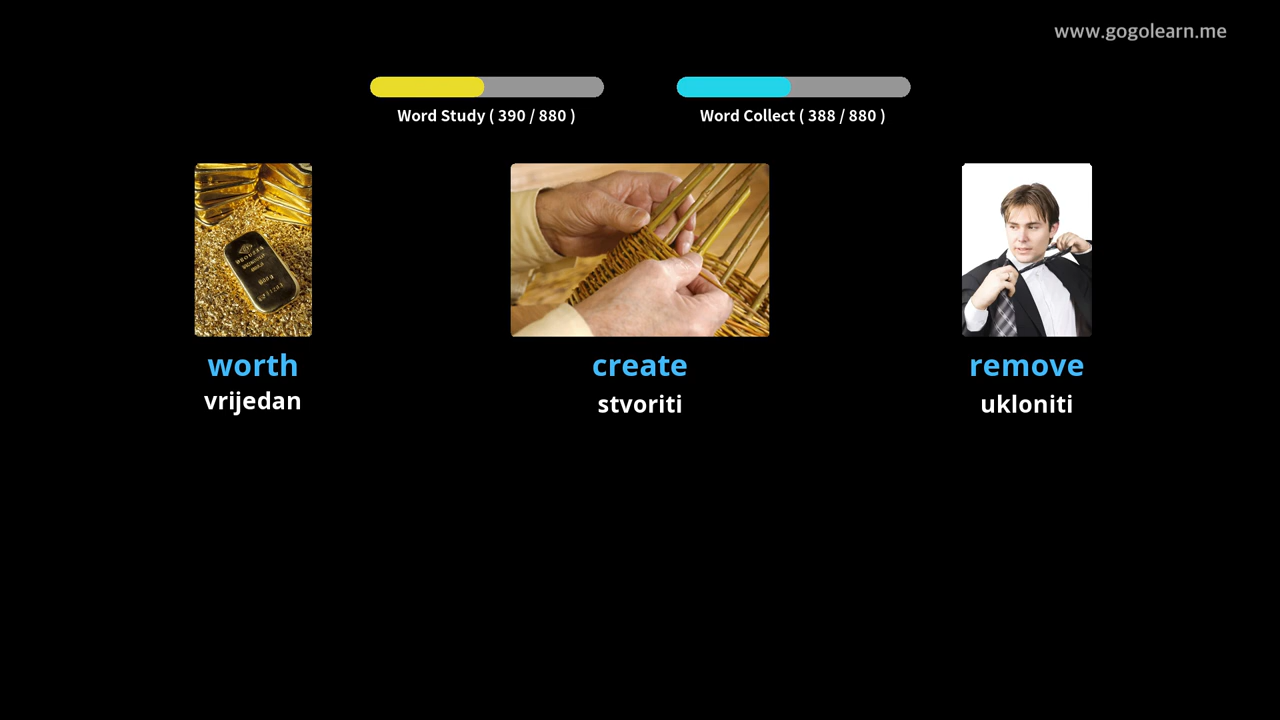 www.gogolearn.me
Word Study ( 390 / 880 )
Word Collect ( 388 / 880 )
worth
create
remove
vrijedan
stvoriti
ukloniti